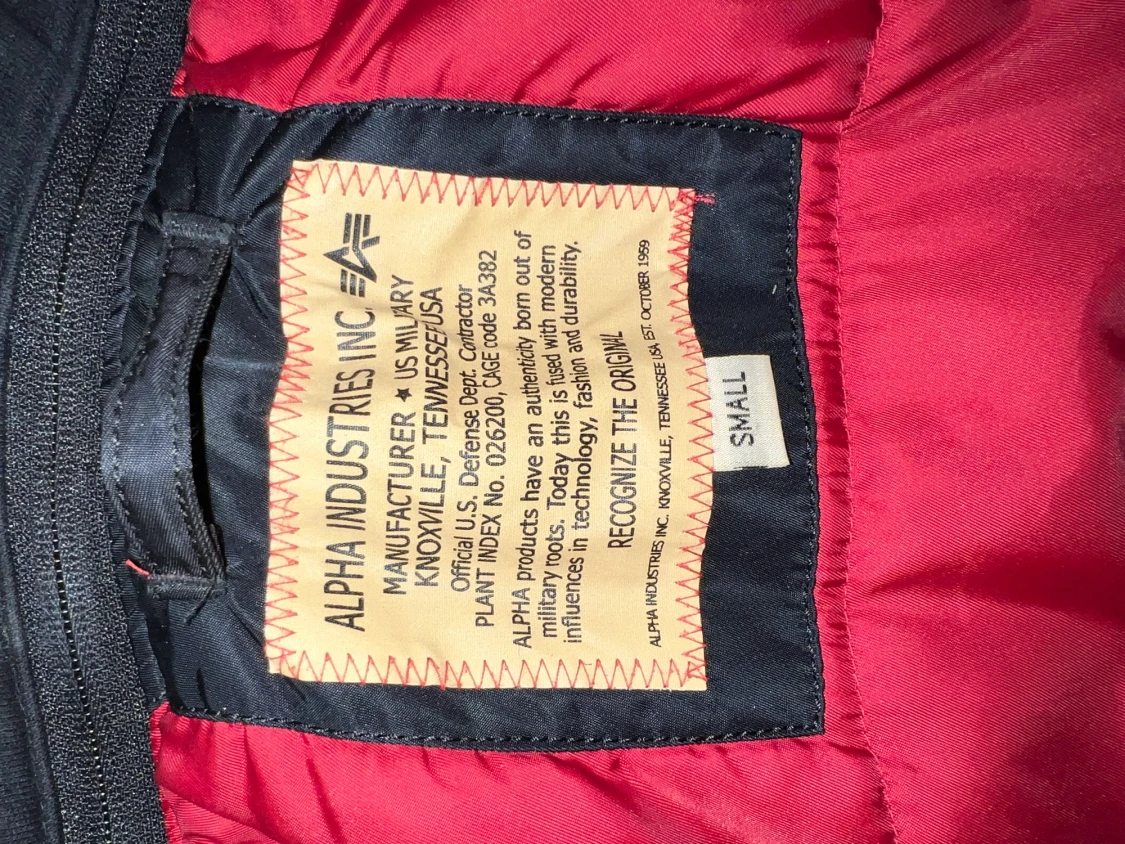 ALPHA INDUSTRIES INC.
MANUFACTURER ★ US MILITARY
KNOXVILLE, TENNESSEE USA
Official U.S. Defense Dept. Contractor
PLANT INDEX No. 026200, CAGE code 3A382
ALPHA products have an authenticity born out of
military roots. Today this is fused with modern
influences in technology, fashion and durability.
RECOGNIZE THE ORIGINAL
ALPHA INDUSTRIES INC. KNOXVILLE, TENNESSEE USA EST. OCTOBER 1959
SMALL